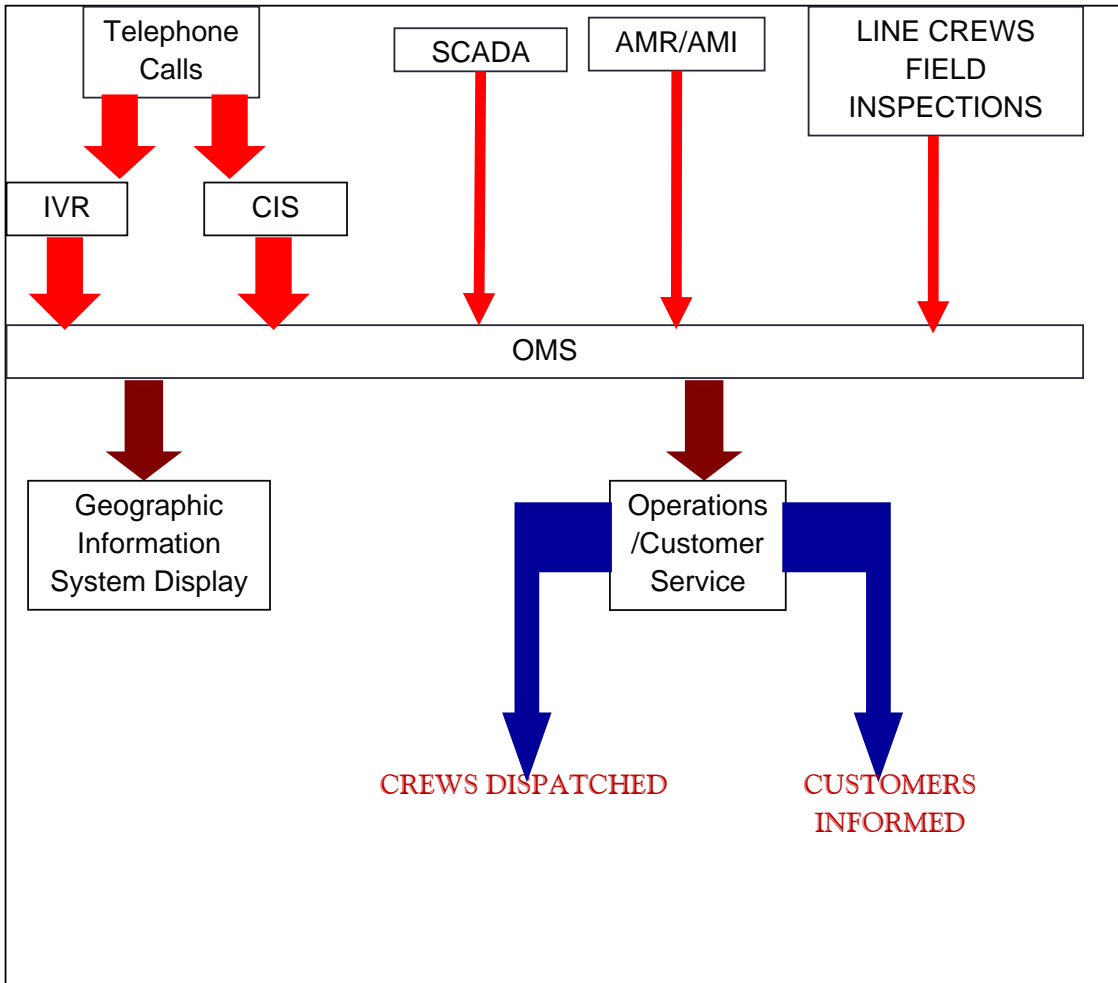 Telephone
Calls
SCADA
AMR/AMI
LINE CREWS
FIELD
INSPECTIONS
IVR
CIS
OMS
Geographic
Information
System Display
Operations
/Customer
Service
CREWS DISPATCHED
CUSTOMERS
INFORMED